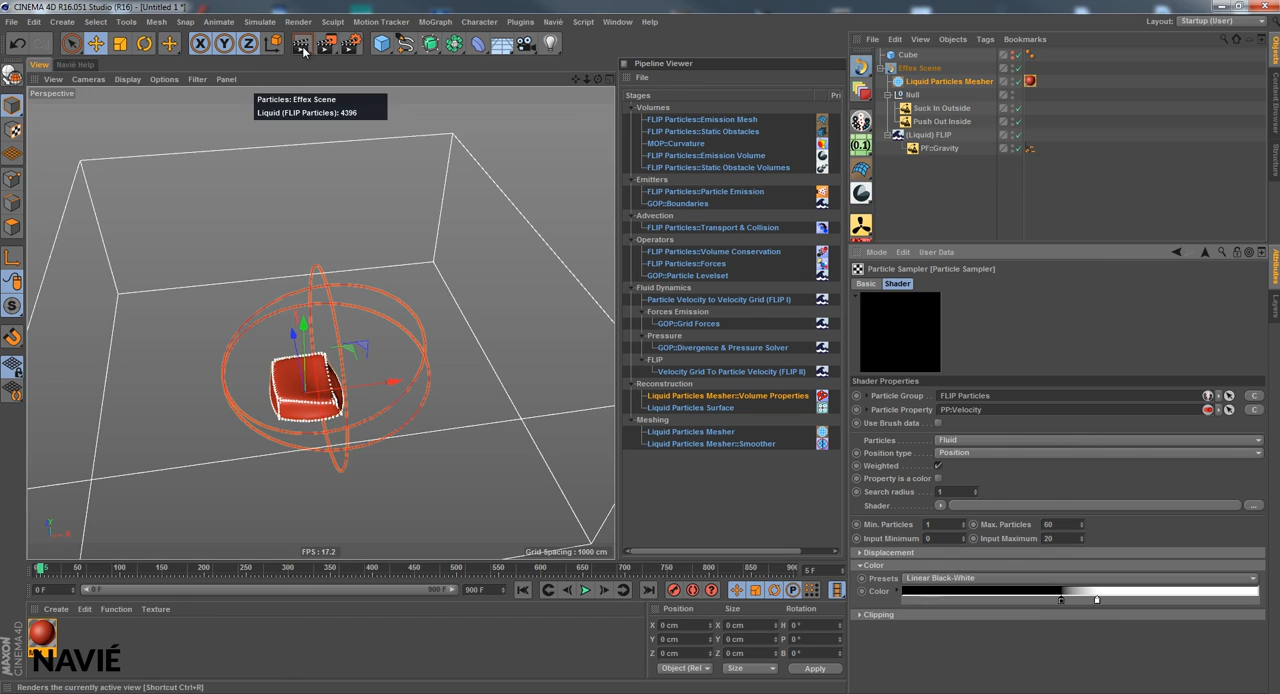 CINEMA 4D R16.051 Studio (R16) - [Untitled 1 *]
File Edit Create Select Tools Mesh Snap Animate Simulate Render Sculpt Motion Tracker MoGraph Character Plugins Naviè Script Window Help
Layout: Startup (User)
View Navié Help
View Cameras Display Options Filter Panel
Perspective
Particles: Effex Scene
Liquid (FLIP Particles): 4396
FPS : 17.2
Grid Spacing : 1000 cm
Pipeline Viewer
File
Stages Pri
Volumes
FLIP Particles::Emission Mesh
FLIP Particles::Static Obstacles
MOP::Curvature
FLIP Particles::Emission Volume
FLIP Particles::Static Obstacle Volumes
Emitters
FLIP Particles::Particle Emission
GOP::Boundaries
Advection
FLIP Particles::Transport & Collision
Operators
FLIP Particles::Volume Conservation
FLIP Particles::Forces
GOP::Particle Levelset
Fluid Dynamics
Particle Velocity to Velocity Grid (FLIP I)
Forces Emission
GOP::Grid Forces
Pressure
GOP::Divergence & Pressure Solver
FLIP
Velocity Grid To Particle Velocity (FLIP II)
Reconstruction
Liquid Particles Mesher::Volume Properties
Liquid Particles Surface
Meshing
Liquid Particles Mesher
Liquid Particles Mesher::Smoother
File Edit View Objects Tags Bookmarks
Cube
Effex Scene
Liquid Particles Mesher
Null
Suck In Outside
Push Out Inside
(Liquid) FLIP
PF::Gravity
Objects
Content Browser
Structure
Mode Edit User Data
Particle Sampler [Particle Sampler]
Basic Shader
Shader Properties
Particle Group . . . FLIP Particles C
Particle Property PP::Velocity C
Use Brush data
Particles Fluid
Position type Position
Weighted
Property is a color
Search radius 1
Shader ...
Min. Particles 1 Max. Particles 60
Input Minimum 0 Input Maximum 20
Displacement
Color
Presets Linear Black-White
Color
Clipping
Attributes
Layers
50 100 150 200 250 300 350 400 450 500 550 600 650 700 750 800 850 5 F
0 F 0 F 900 F 900 F
Create Edit Function Texture
Position Size Rotation
X 0 cm X 0 cm H 0 °
Y 0 cm Y 0 cm P 0 °
Z 0 cm Z 0 cm B 0 °
Object (Rel Size Apply
MAXON
CINEMA 4D
NAVIÉ
Renders the currently active view [Shortcut Ctrl+R]